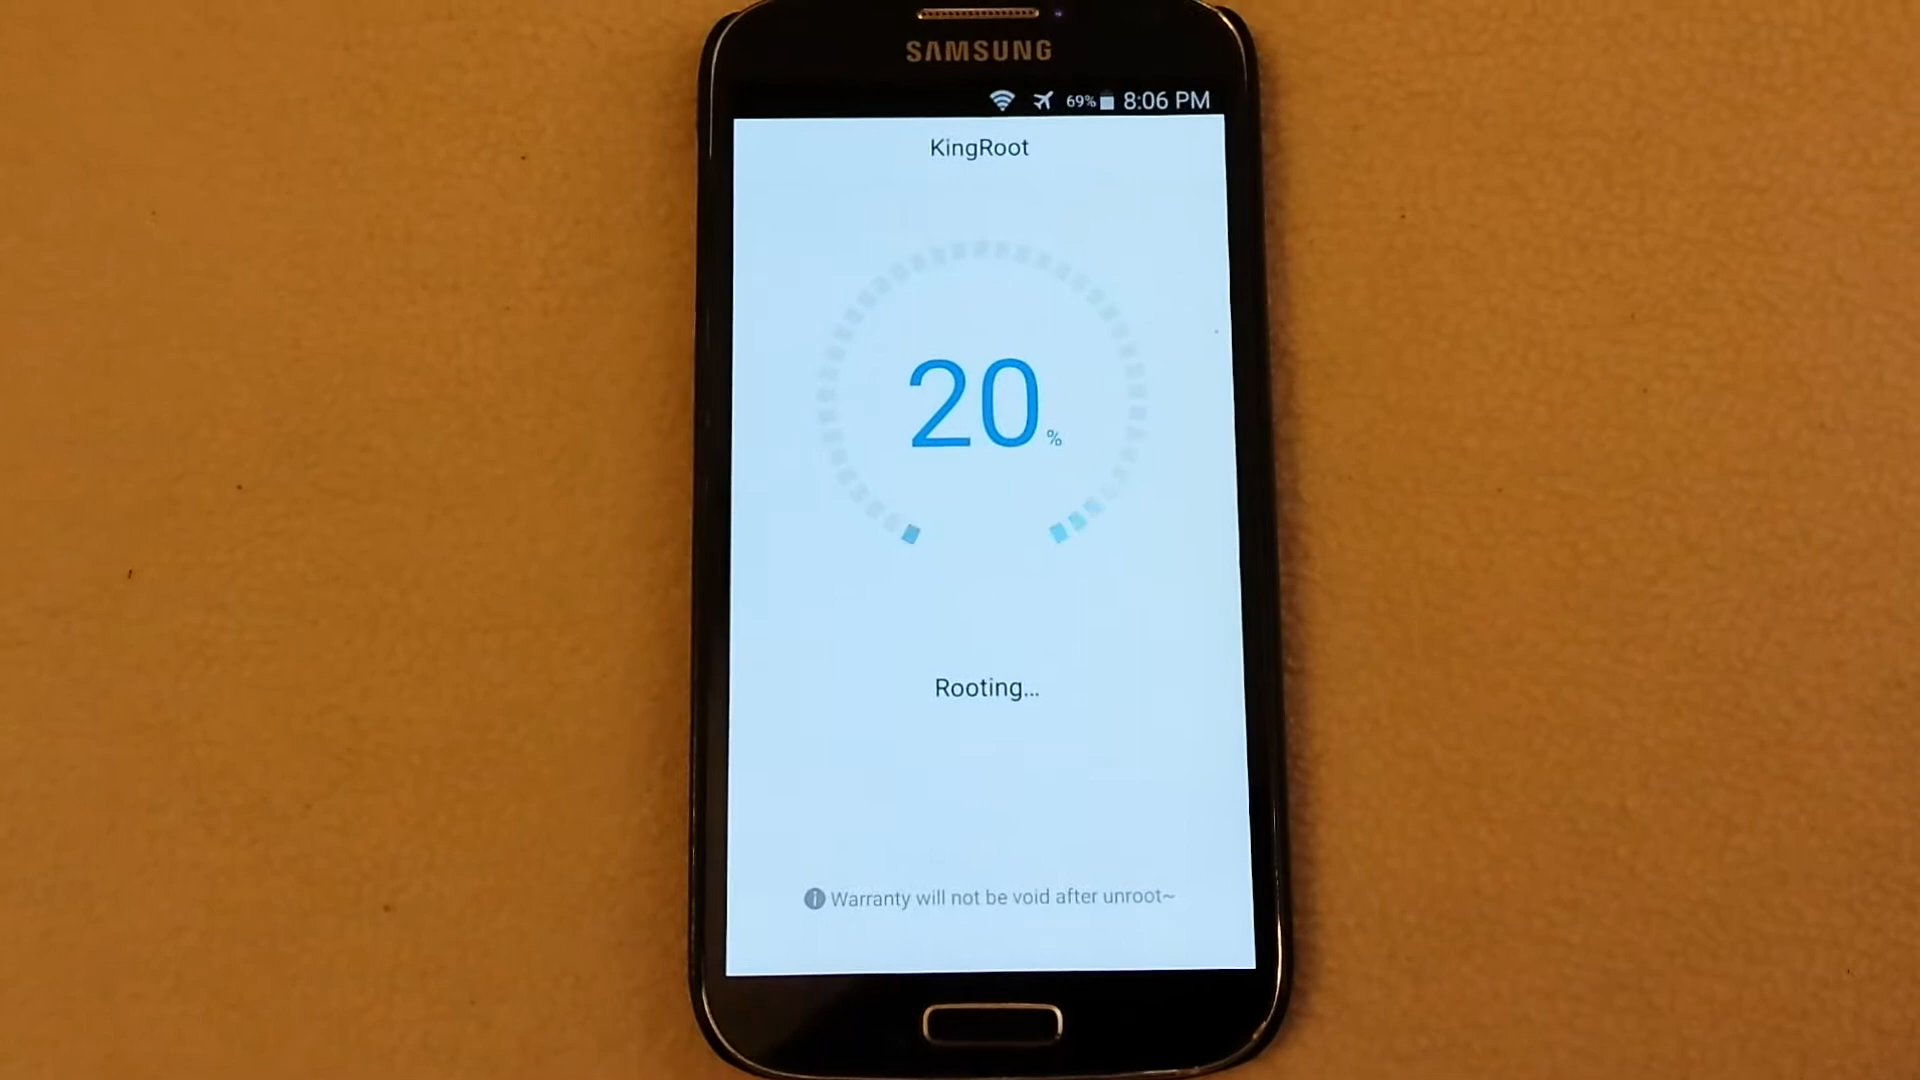 SAMSUNG
69% 8:06 PM
KingRoot
20%
Rooting...
Warranty will not be void after unroot~